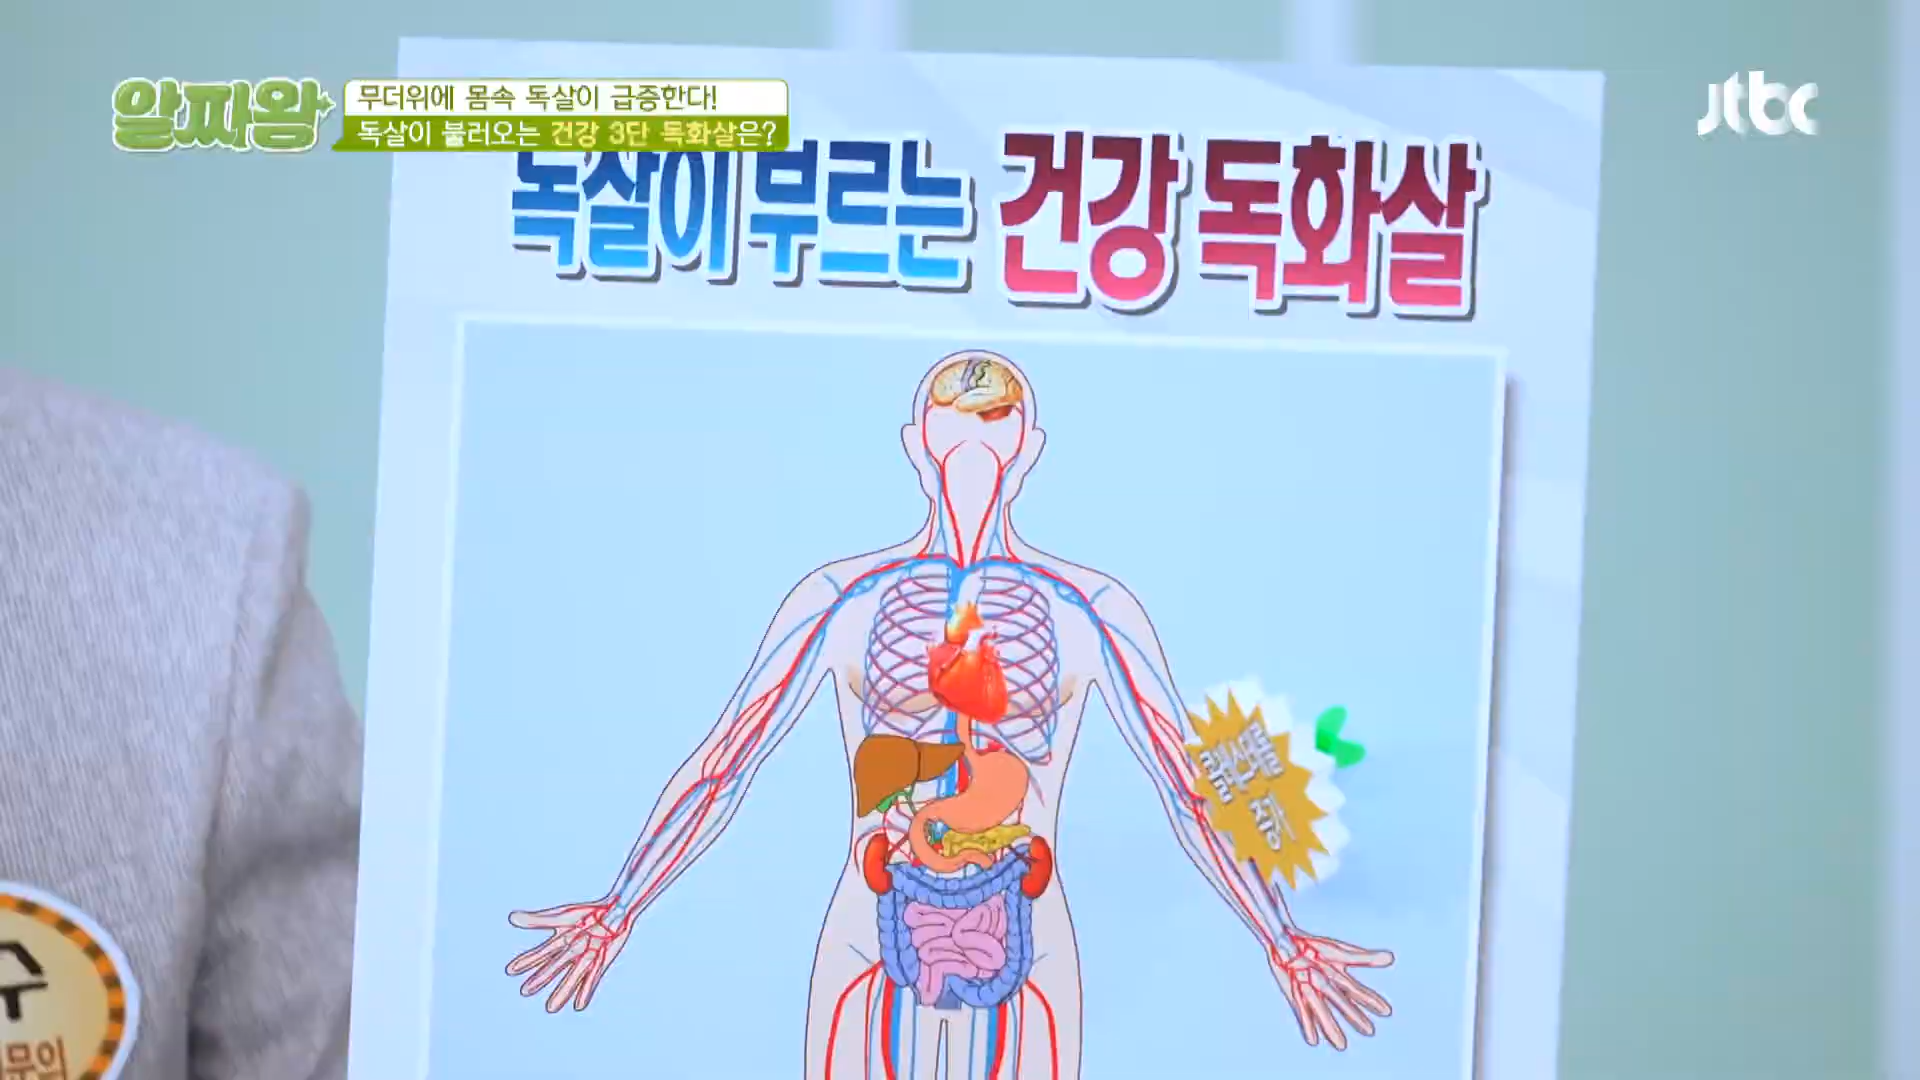 알짜왕
무더위에 몸속 독살이 급증한다!
독살이 불러오는 건강 3단 독화살은?
jtbc
독살이 부르는 건강 독화살
문의